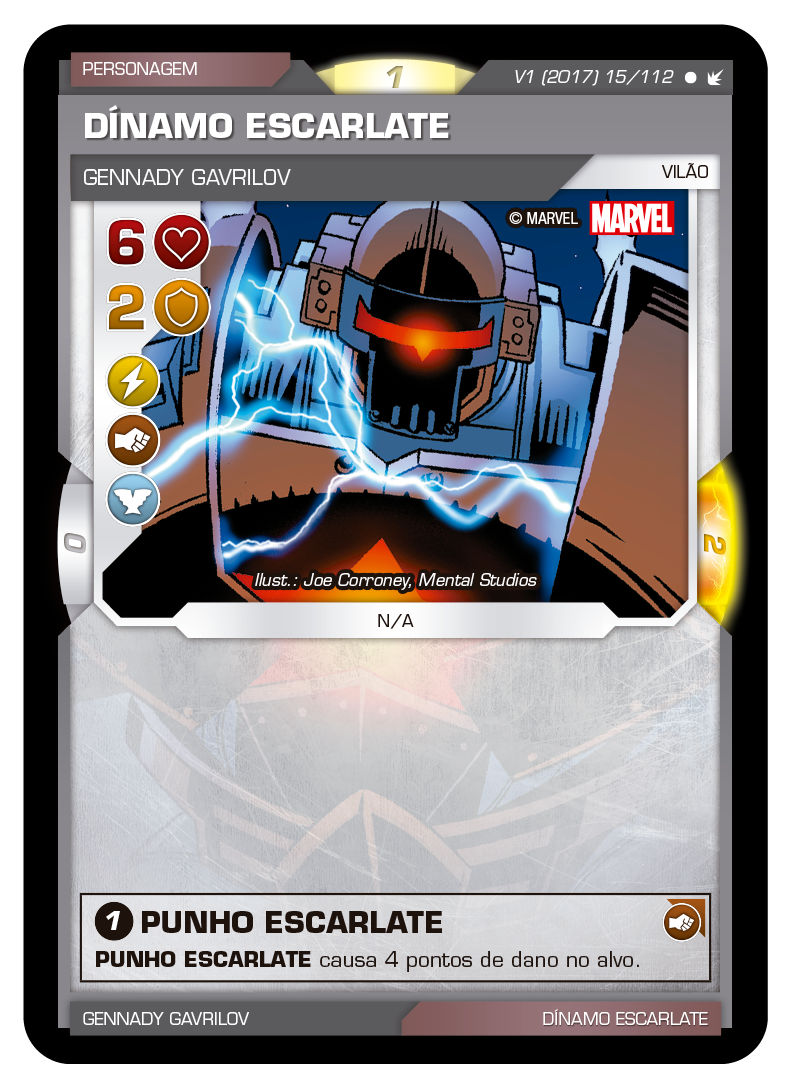 PERSONAGEM
1
V1 (2017) 15/112
DÍNAMO ESCARLATE
GENNADY GAVRILOV
VILÃO
© MARVEL MARVEL
6
2
0
2
Ilust.: Joe Corroney, Mental Studios
N/A
1 PUNHO ESCARLATE
PUNHO ESCARLATE causa 4 pontos de dano no alvo.
GENNADY GAVRILOV
DÍNAMO ESCARLATE